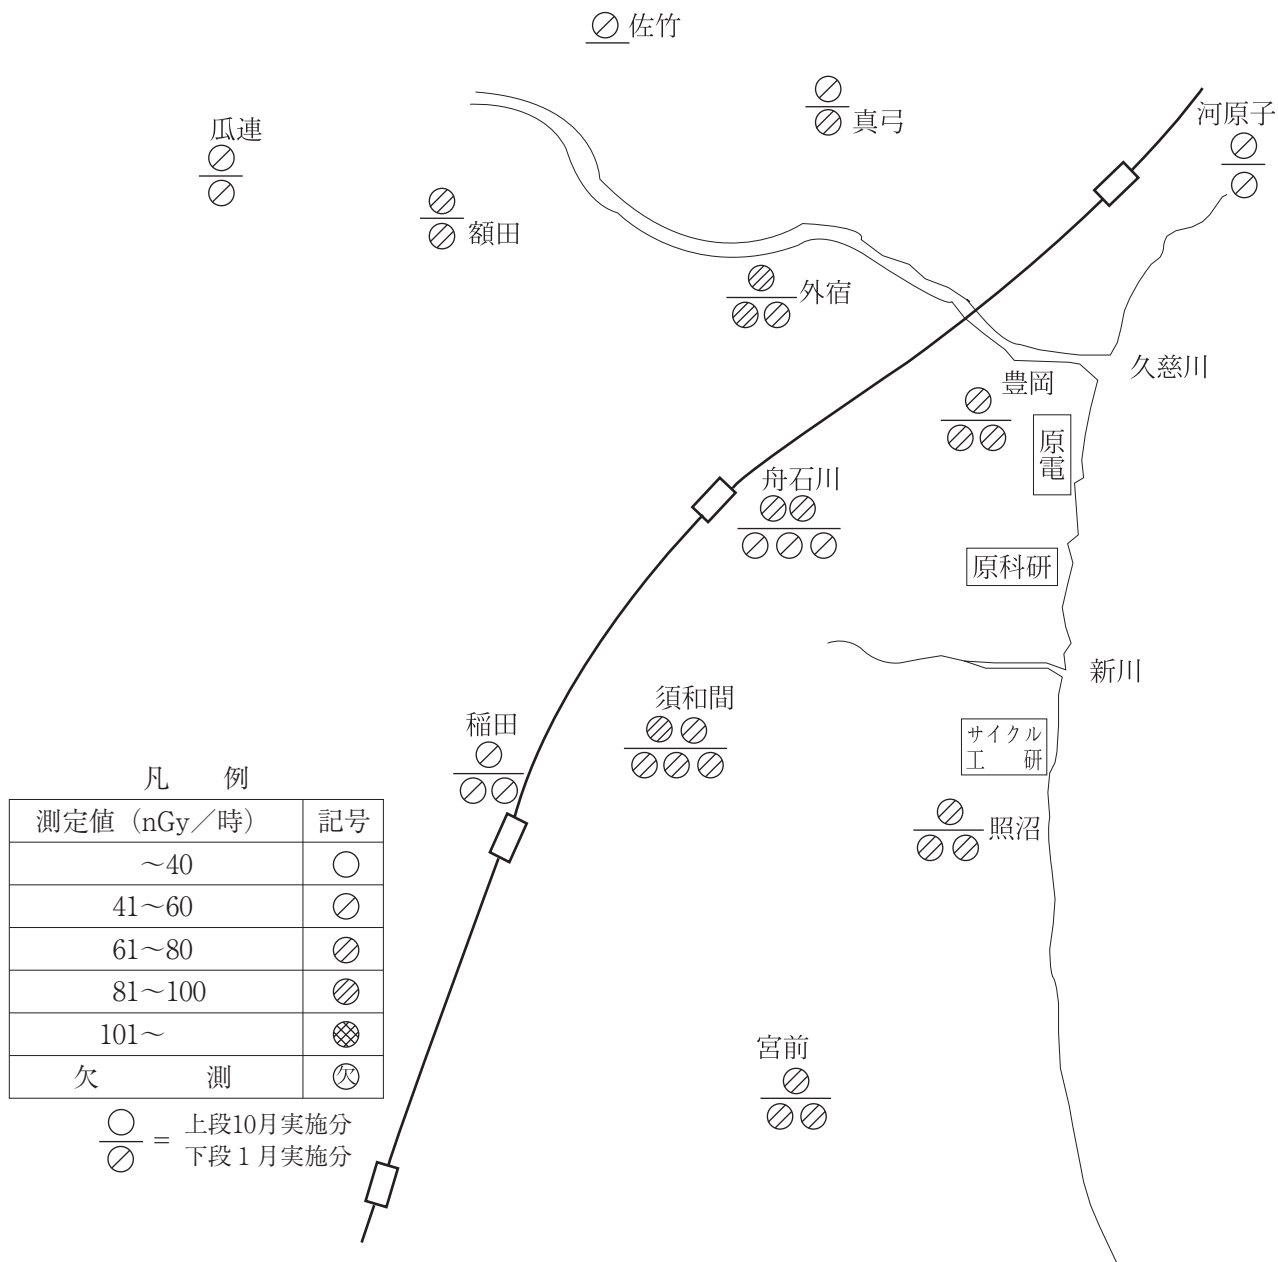 佐竹
真弓
河原子
瓜連
額田
外宿
久慈川
豊岡
原電
舟石川
原科研
新川
須和間
稲田
サイクル
工 研
照沼
宮前
凡 例
測定値（nGy／時） 記号
～40
41～60
61～80
81～100
101～
欠 測 欠
= 上段10月実施分
下段1月実施分